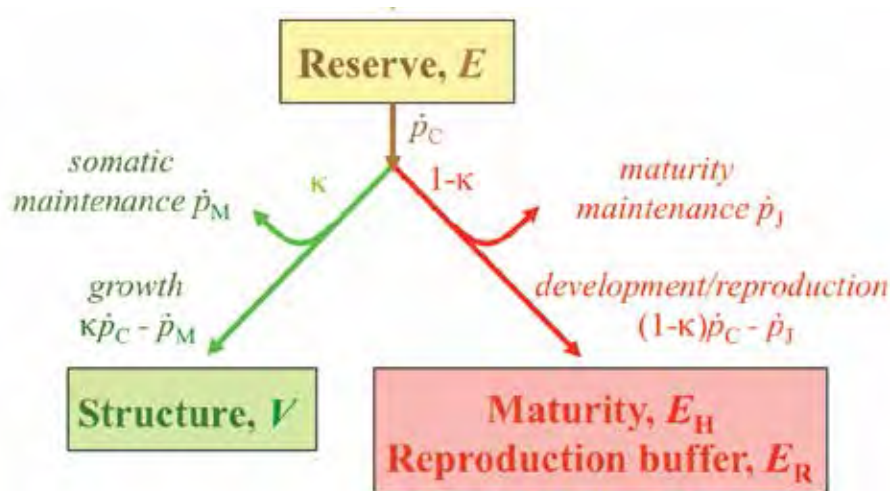 Reserve, E
ṗC
κ
1-κ
somatic
maintenance ṗM
maturity
maintenance ṗJ
growth
κṗC - ṗM
development/reproduction
(1-κ)ṗC - ṗJ
Structure, V
Maturity, EH
Reproduction buffer, ER